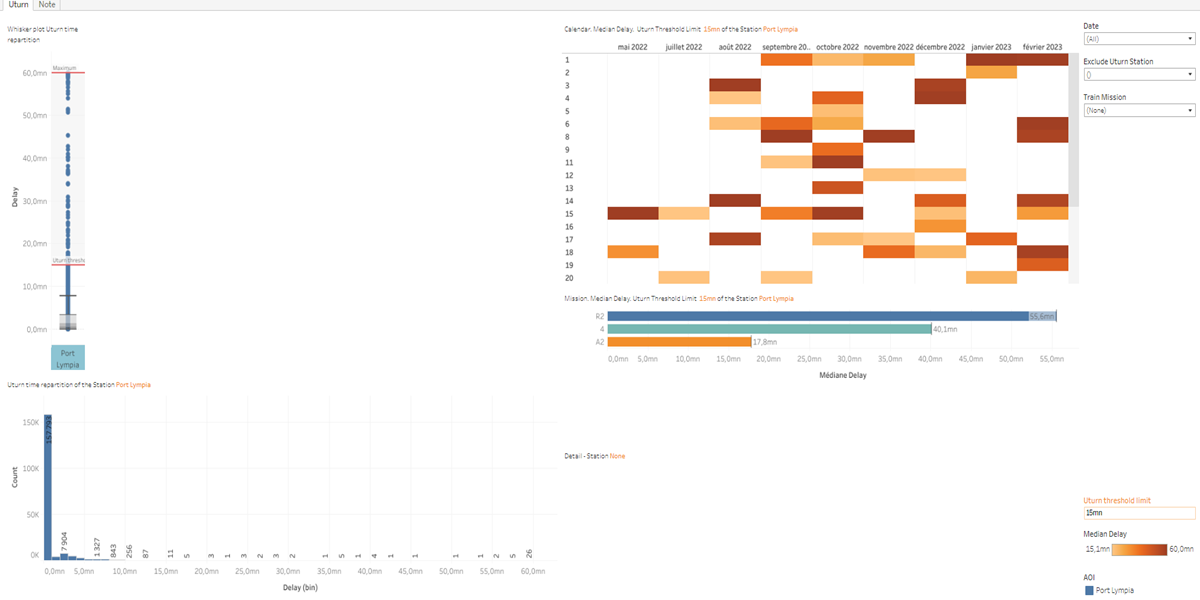 Uturn Note
Whisker plot Uturn time
repartition
Maximum
60,0mn
50,0mn
40,0mn
30,0mn
20,0mn
10,0mn
0,0mn
Delay
Uturn thresh
Port
Lympia
Uturn time repartition of the Station Port Lympia
150K
100K
50K
0K
Count
7 904
1 327
843
256
87
11
5
3
1
3
2
3
2
1
5
1
4
1
1
1
1
2
5
26
0,0mn 5,0mn 10,0mn 15,0mn 20,0mn 25,0mn 30,0mn 35,0mn 40,0mn 45,0mn 50,0mn 55,0mn 60,0mn
Delay (bin)
Calendar, Median Delay, Uturn Threshold Limit 15mn of the Station Port Lympia
mai 2022 juillet 2022 août 2022 septembre 20.. octobre 2022 novembre 2022 décembre 2022 janvier 2023 février 2023
1
2
3
4
5
6
8
9
11
12
13
14
15
16
17
18
19
20
Mission, Median Delay, Uturn Threshold Limit 15mn of the Station Port Lympia
R2 55,6mn
4 40,1mn
A2 17,8mn
0,0mn 5,0mn 10,0mn 15,0mn 20,0mn 25,0mn 30,0mn 35,0mn 40,0mn 45,0mn 50,0mn 55,0mn
Médiane Delay
Detail - Station None
Date
(All)
Exclude Uturn Station
()
Train Mission
(None)
Uturn threshold limit
15mn
Median Delay
15,1mn 60,0mn
AOI
Port Lympia